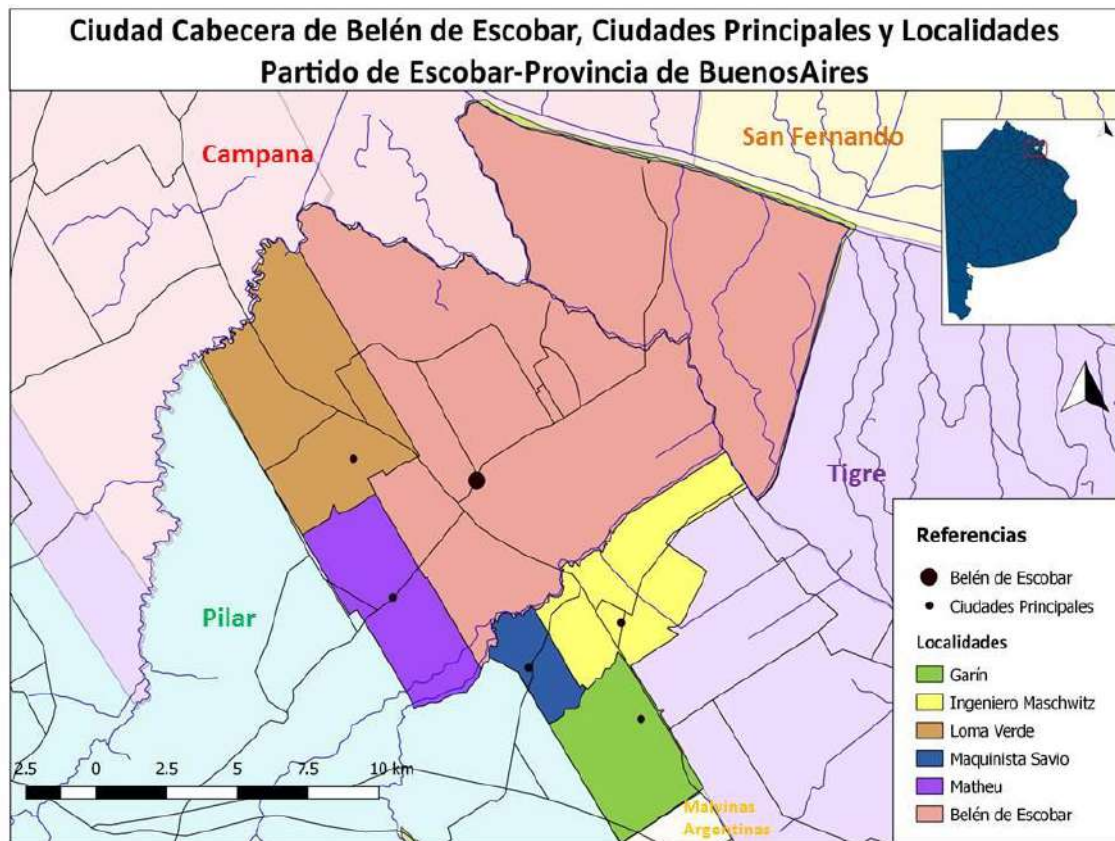 Ciudad Cabecera de Belén de Escobar, Ciudades Principales y Localidades
Partido de Escobar-Provincia de BuenosAires
Campana
San Fernando
Tigre
Pilar
Malvinas
Argentinas
2.5 0 2.5 5 7.5 10 km
Referencias
Belén de Escobar
Ciudades Principales
Localidades
Garín
Ingeniero Maschwitz
Loma Verde
Maquinista Savio
Matheu
Belén de Escobar